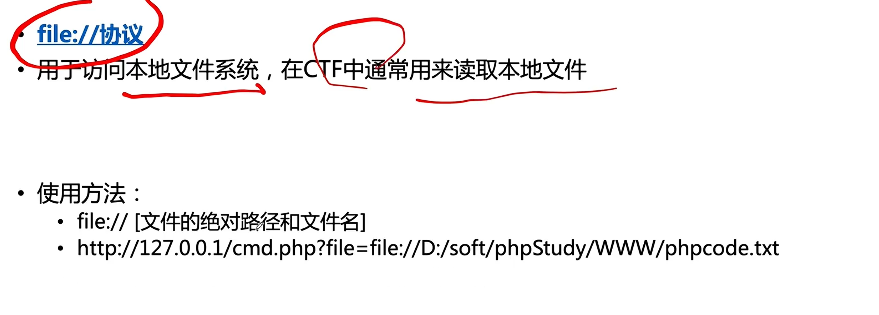 file://协议
用于访问本地文件系统，在CTF中通常用来读取本地文件
使用方法：
file:// [文件的绝对路径和文件名]
http://127.0.0.1/cmd.php?file=file://D:/soft/phpStudy/WWW/phpcode.txt